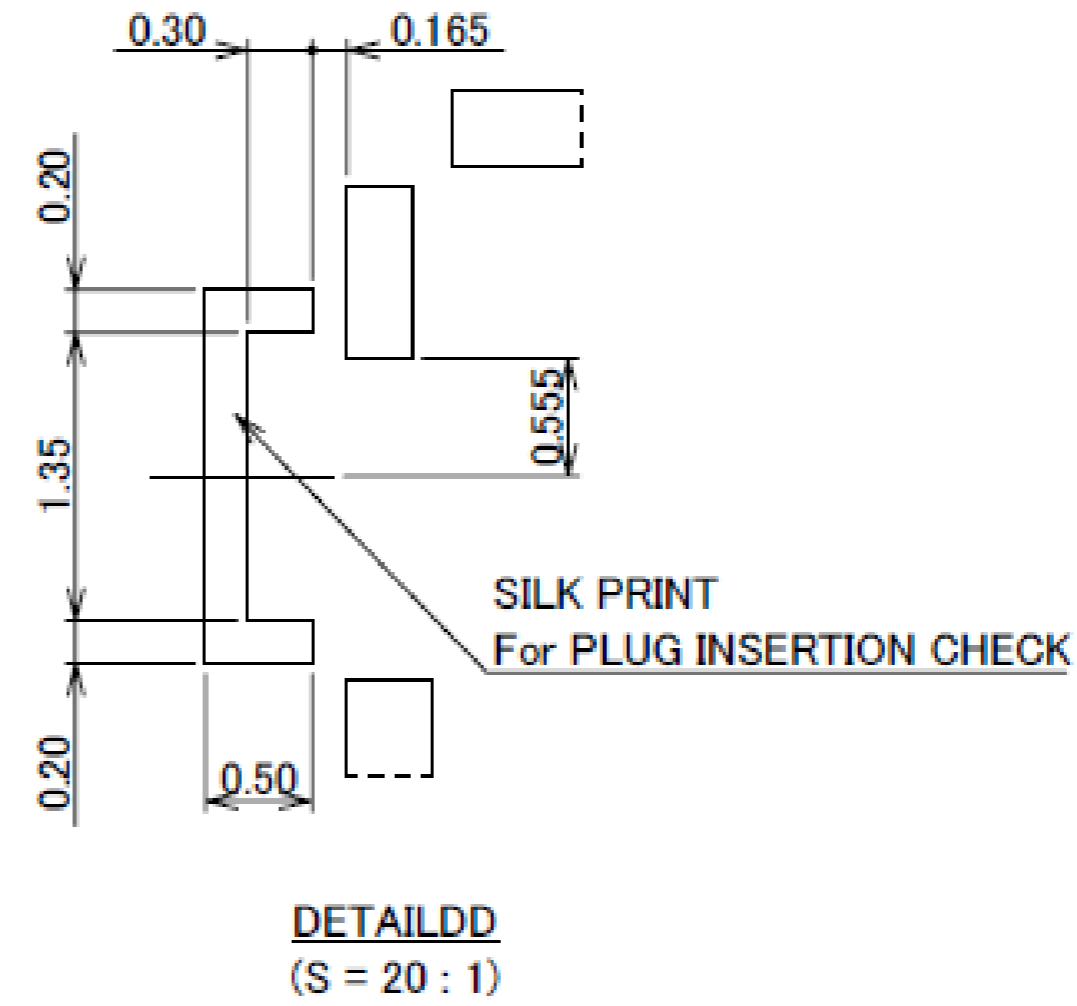 0.30
0.165
0.20
1.35
0.555
SILK PRINT
For PLUG INSERTION CHECK
0.20
0.50
DETAILDD
(S = 20 : 1)